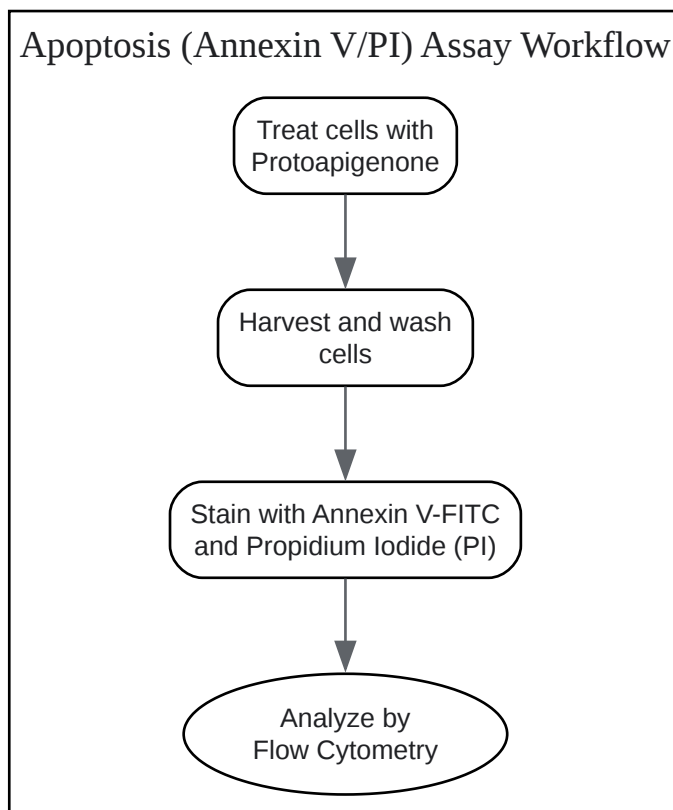 Apoptosis (Annexin V/PI) Assay Workflow
Treat cells with
Protoapigenone
Harvest and wash
cells
Stain with Annexin V-FITC
and Propidium Iodide (PI)
Analyze by
Flow Cytometry